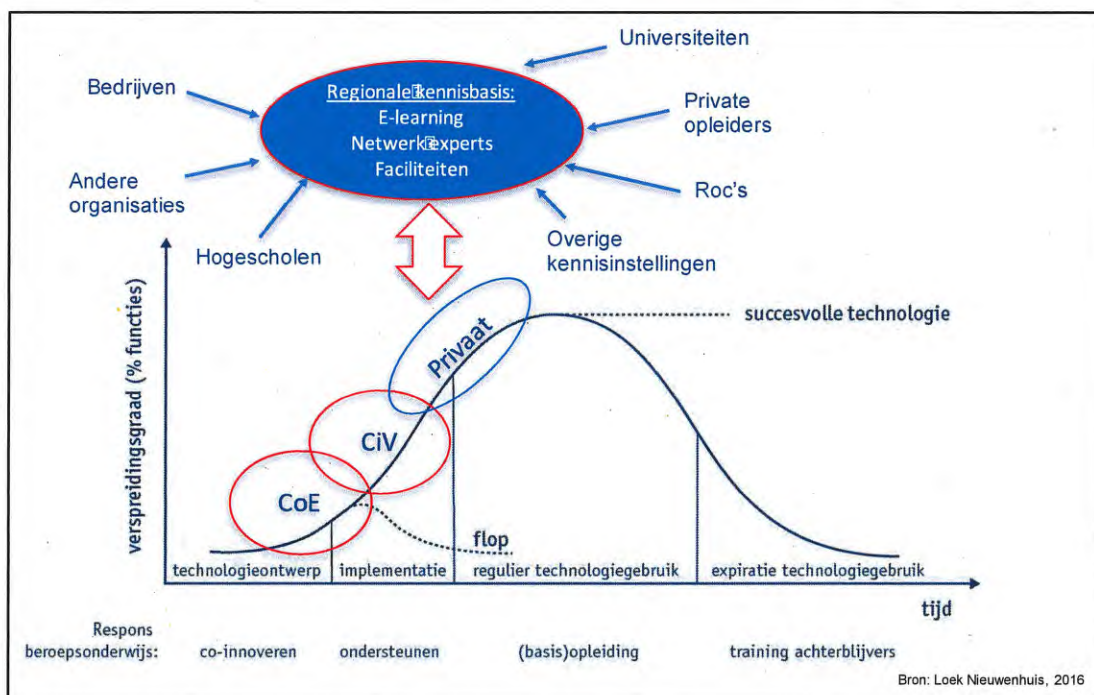 Universiteiten
Bedrijven
Regionale kennisbasis:
E-learning
Netwerk experts
Faciliteiten
Private
opleiders
Andere
organisaties
Roc's
Hogescholen
Overige
kennisinstellingen
verspreidingsgraad (% functies)
Privaat
succesvolle technologie
CiV
CoE
flop
technologieontwerp
implementatie
regulier technologiegebruik
expiratie technologiegebruik
tijd
Respons
beroepsonderwijs:
co-innoveren
ondersteunen
(basis)opleiding
training achterblijvers
Bron: Loek Nieuwenhuis, 2016